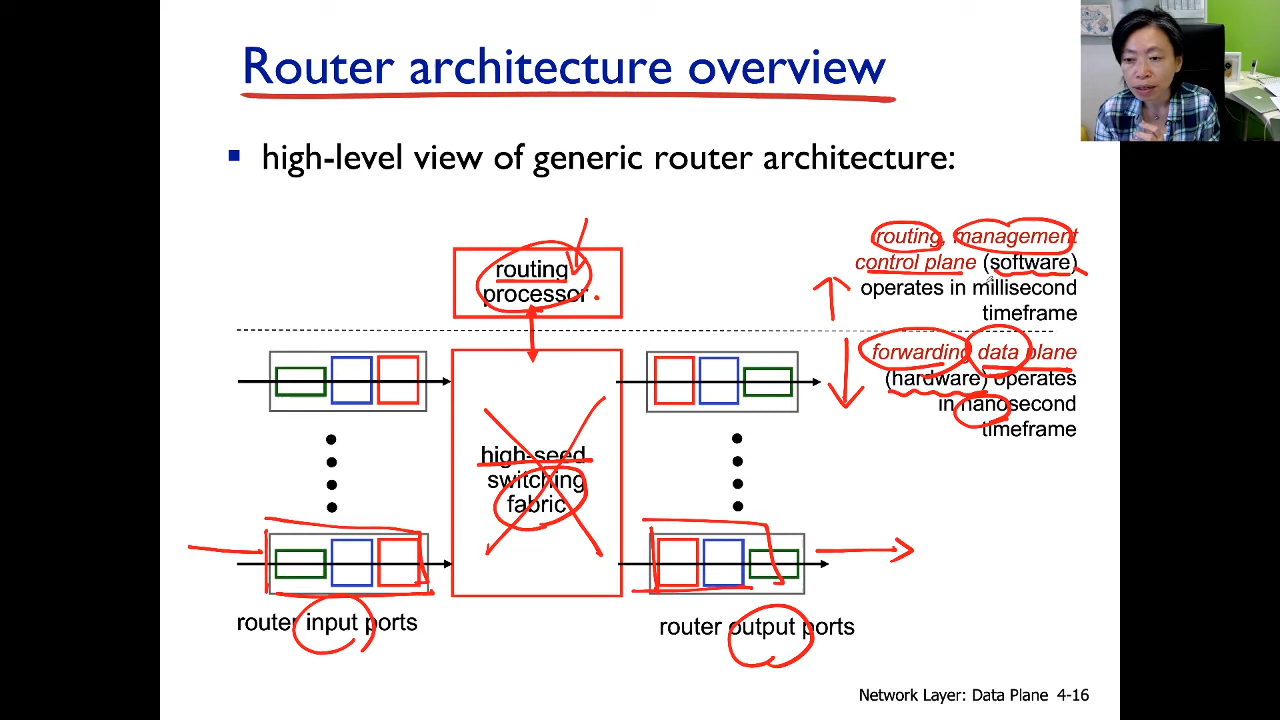 Router architecture overview
high-level view of generic router architecture:
routing
processor
routing, management
control plane (software)
operates in millisecond
timeframe
forwarding data plane
(hardware) operates
in nanosecond
timeframe
high-seed
switching
fabric
router input ports
router output ports
Network Layer: Data Plane 4-16